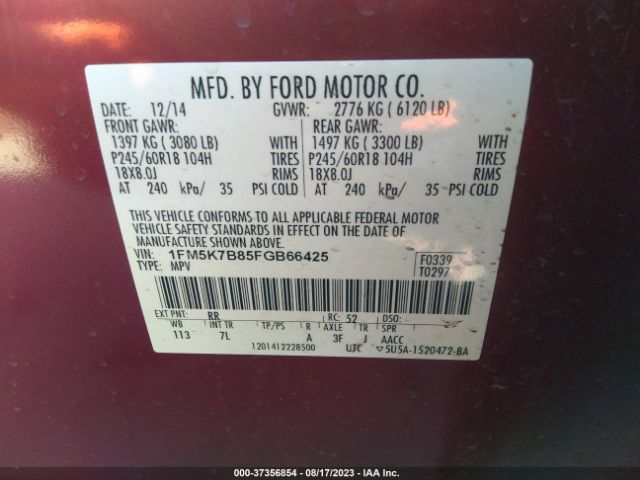 MFD. BY FORD MOTOR CO.
DATE: 12/14 GVWR: 2776 KG ( 6120 LB)
FRONT GAWR: REAR GAWR:
1397 KG ( 3080 LB) WITH 1497 KG ( 3300 LB) WITH
P245/60R18 104H TIRES P245/60R18 104H TIRES
18X8.0J RIMS 18X8.0J RIMS
AT 240 kPa/ 35 PSI COLD AT 240 kPa/ 35 PSI COLD
THIS VEHICLE CONFORMS TO ALL APPLICABLE FEDERAL MOTOR
VEHICLE SAFETY STANDARDS IN EFFECT ON THE DATE OF
MANUFACTURE SHOWN ABOVE.
VIN: 1FM5K7B85FGB66425 F0339
TYPE: MPV T0297
EXT PNT: RR RC: 52 DSO:
WB INT TR TP/PS R AXLE TR SPR
113 7L A 3F J AACC
1201412228500 UTC ▽5U5A-1520472-BA
000-37356854 - 08/17/2023 - IAA Inc.